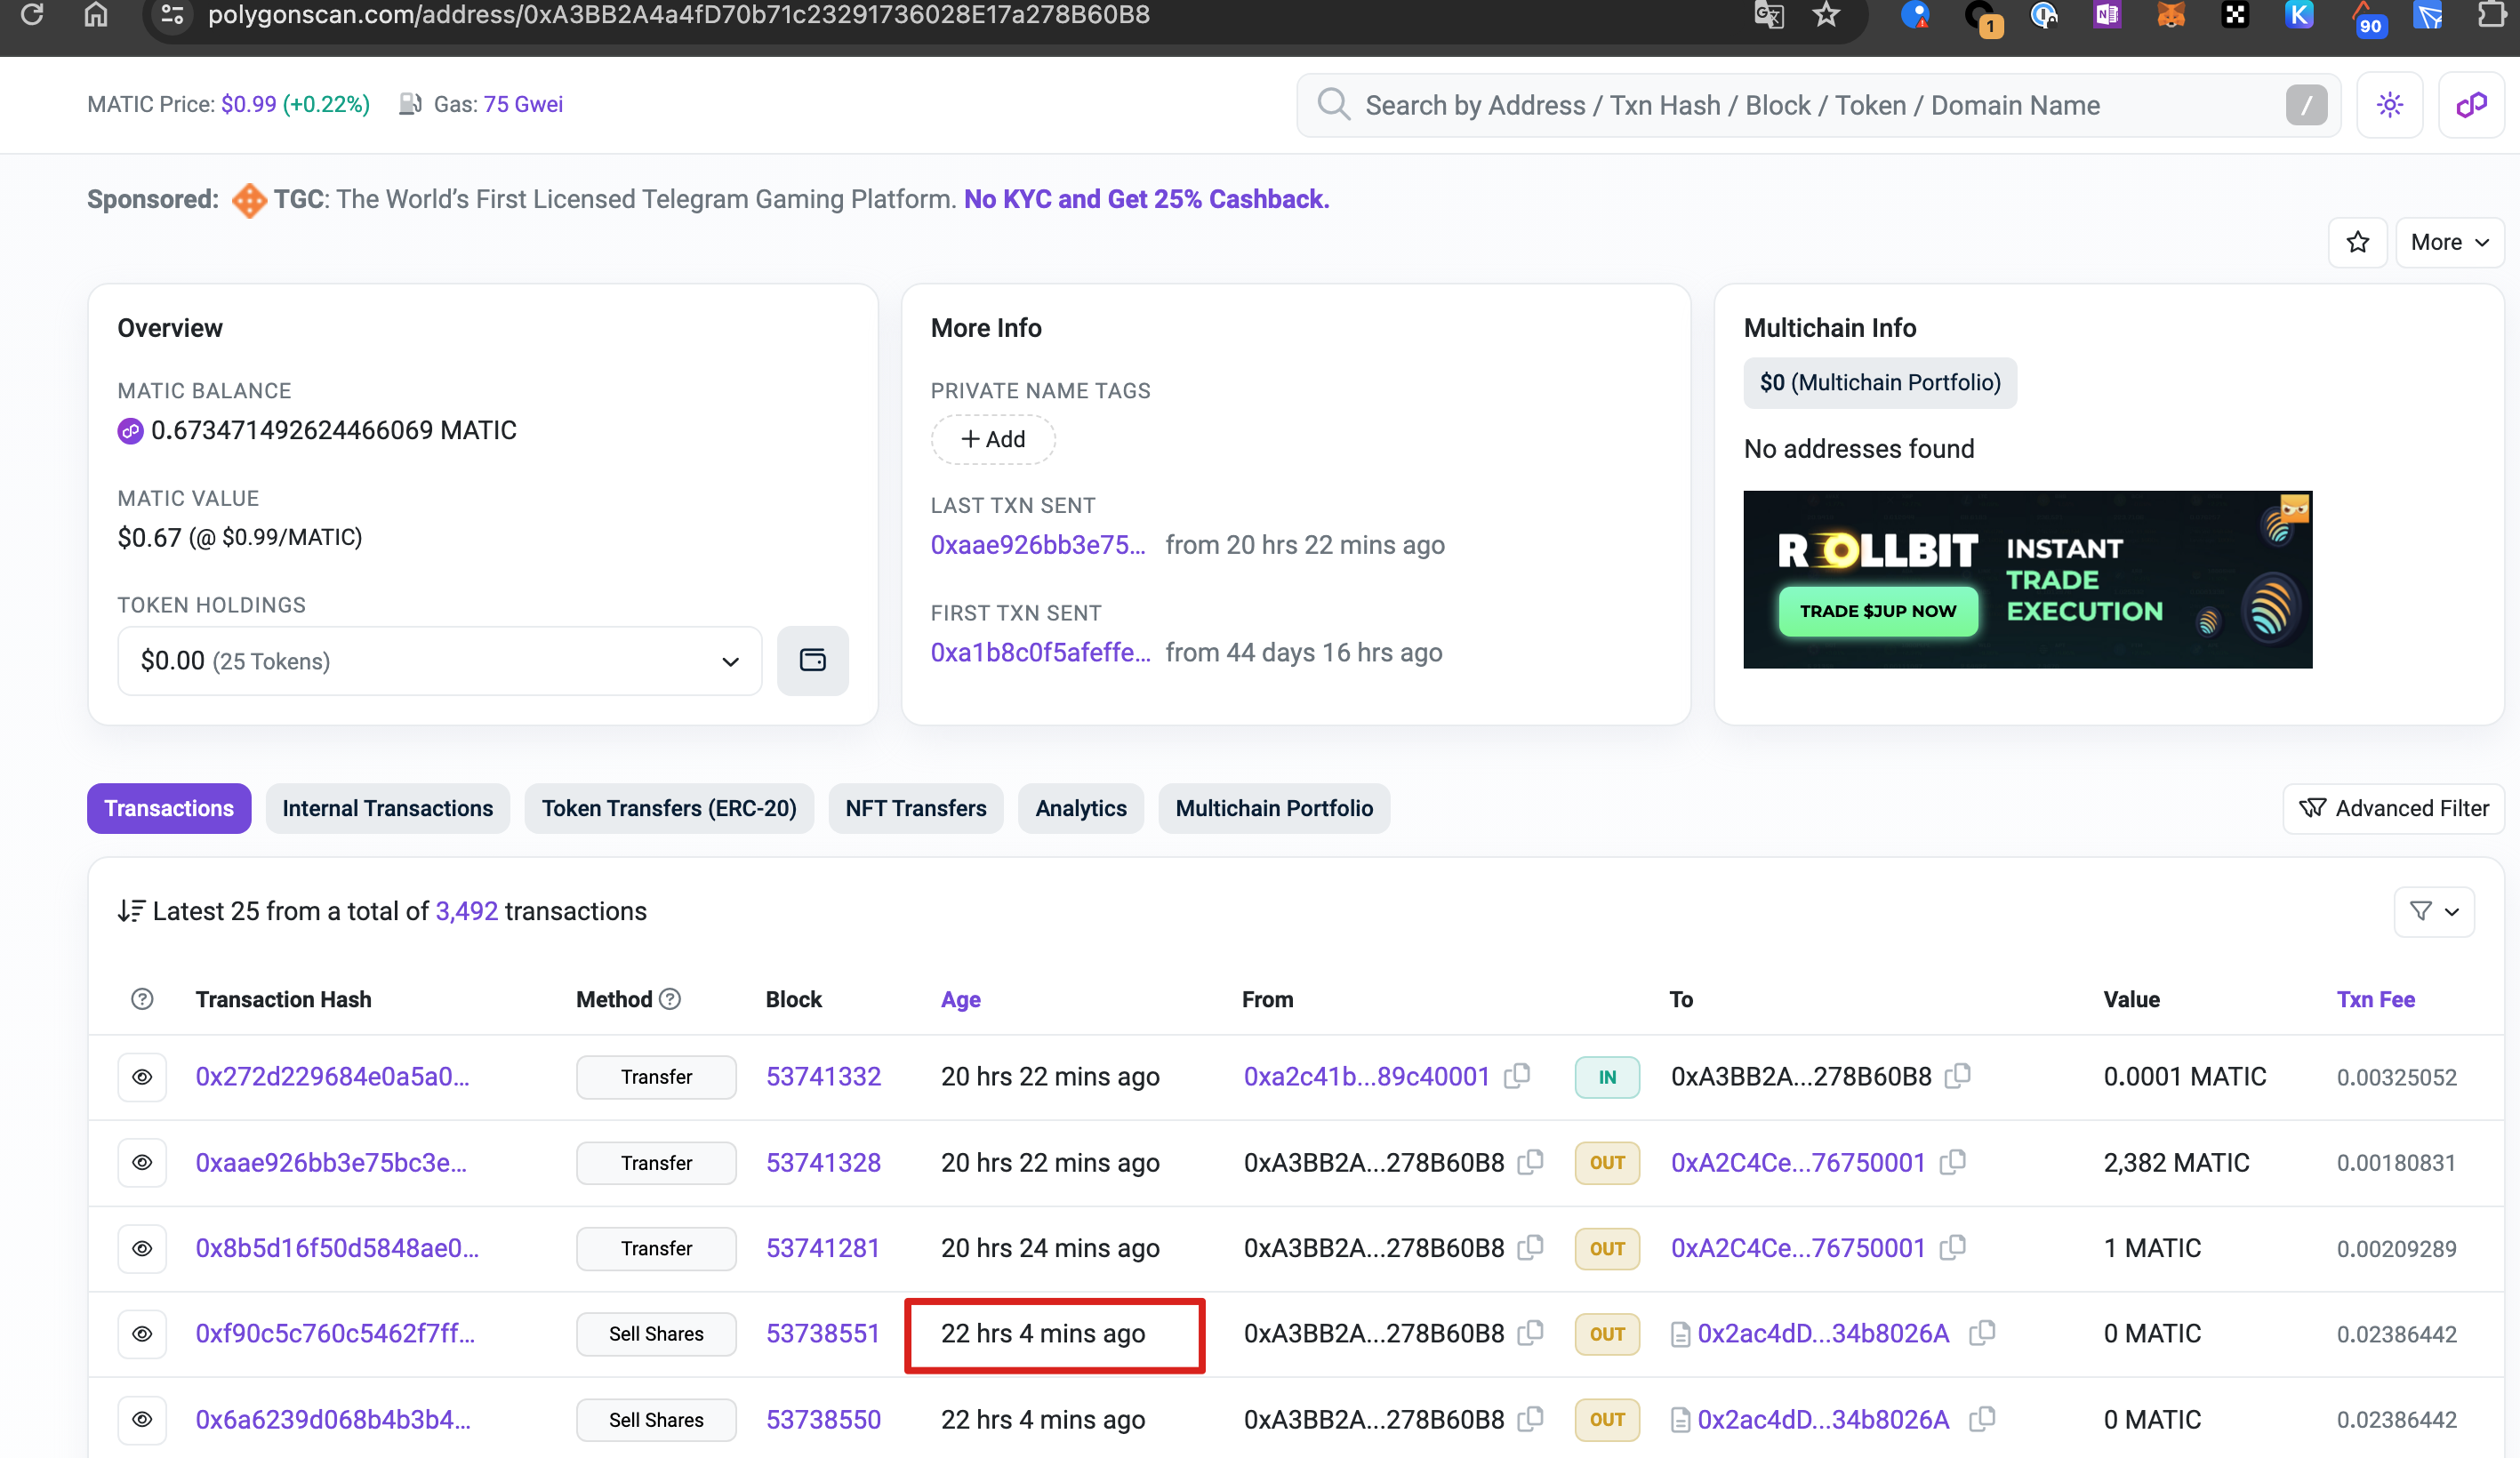 polygonscan.com/address/0xA3BB2A4a4fD70b71c23291736028E17a278B60B8
1
N
K
90
MATIC Price: $0.99 (+0.22%) Gas: 75 Gwei
Search by Address / Txn Hash / Block / Token / Domain Name /
Sponsored: TGC: The World’s First Licensed Telegram Gaming Platform. No KYC and Get 25% Cashback.
More
Overview
MATIC BALANCE
0.673471492624466069 MATIC
MATIC VALUE
$0.67 (@ $0.99/MATIC)
TOKEN HOLDINGS
$0.00 (25 Tokens)
More Info
PRIVATE NAME TAGS
+ Add
LAST TXN SENT
0xaae926bb3e75... from 20 hrs 22 mins ago
FIRST TXN SENT
0xa1b8c0f5afeffe... from 44 days 16 hrs ago
Multichain Info
$0 (Multichain Portfolio)
No addresses found
ROLLBIT
TRADE $JUP NOW
INSTANT
TRADE
EXECUTION
Transactions Internal Transactions Token Transfers (ERC-20) NFT Transfers Analytics Multichain Portfolio Advanced Filter
Latest 25 from a total of 3,492 transactions
? Transaction Hash Method ? Block Age From To Value Txn Fee
0x272d229684e0a5a0... Transfer 53741332 20 hrs 22 mins ago 0xa2c41b...89c40001 IN 0xA3BB2A...278B60B8 0.0001 MATIC 0.00325052
0xaae926bb3e75bc3e... Transfer 53741328 20 hrs 22 mins ago 0xA3BB2A...278B60B8 OUT 0xA2C4Ce...76750001 2,382 MATIC 0.00180831
0x8b5d16f50d5848ae0... Transfer 53741281 20 hrs 24 mins ago 0xA3BB2A...278B60B8 OUT 0xA2C4Ce...76750001 1 MATIC 0.00209289
0xf90c5c760c5462f7ff... Sell Shares 53738551 22 hrs 4 mins ago 0xA3BB2A...278B60B8 OUT 0x2ac4dD...34b8026A 0 MATIC 0.02386442
0x6a6239d068b4b3b4... Sell Shares 53738550 22 hrs 4 mins ago 0xA3BB2A...278B60B8 OUT 0x2ac4dD...34b8026A 0 MATIC 0.02386442